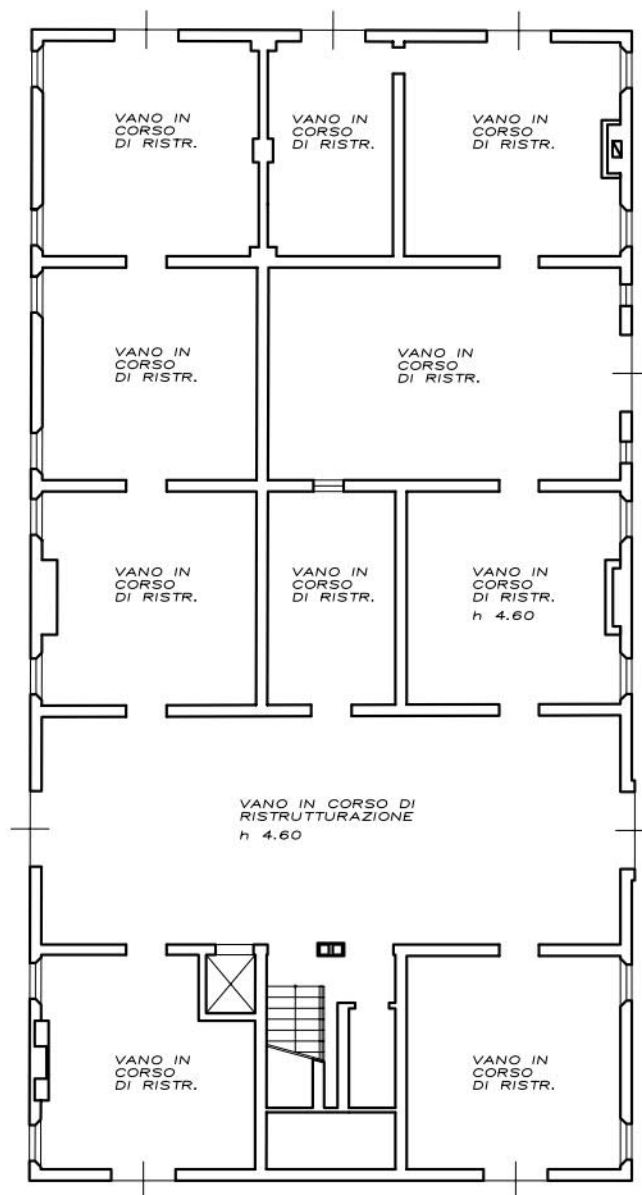 VANO IN
CORSO
DI RISTR.
VANO IN
CORSO
DI RISTR.
VANO IN
CORSO
DI RISTR.
VANO IN
CORSO
DI RISTR.
VANO IN
CORSO
DI RISTR.
VANO IN
CORSO
DI RISTR.
VANO IN
CORSO
DI RISTR.
VANO IN
CORSO
DI RISTR.
h 4.60
VANO IN CORSO DI
RISTRUTTURAZIONE
h 4.60
VANO IN
CORSO
DI RISTR.
VANO IN
CORSO
DI RISTR.